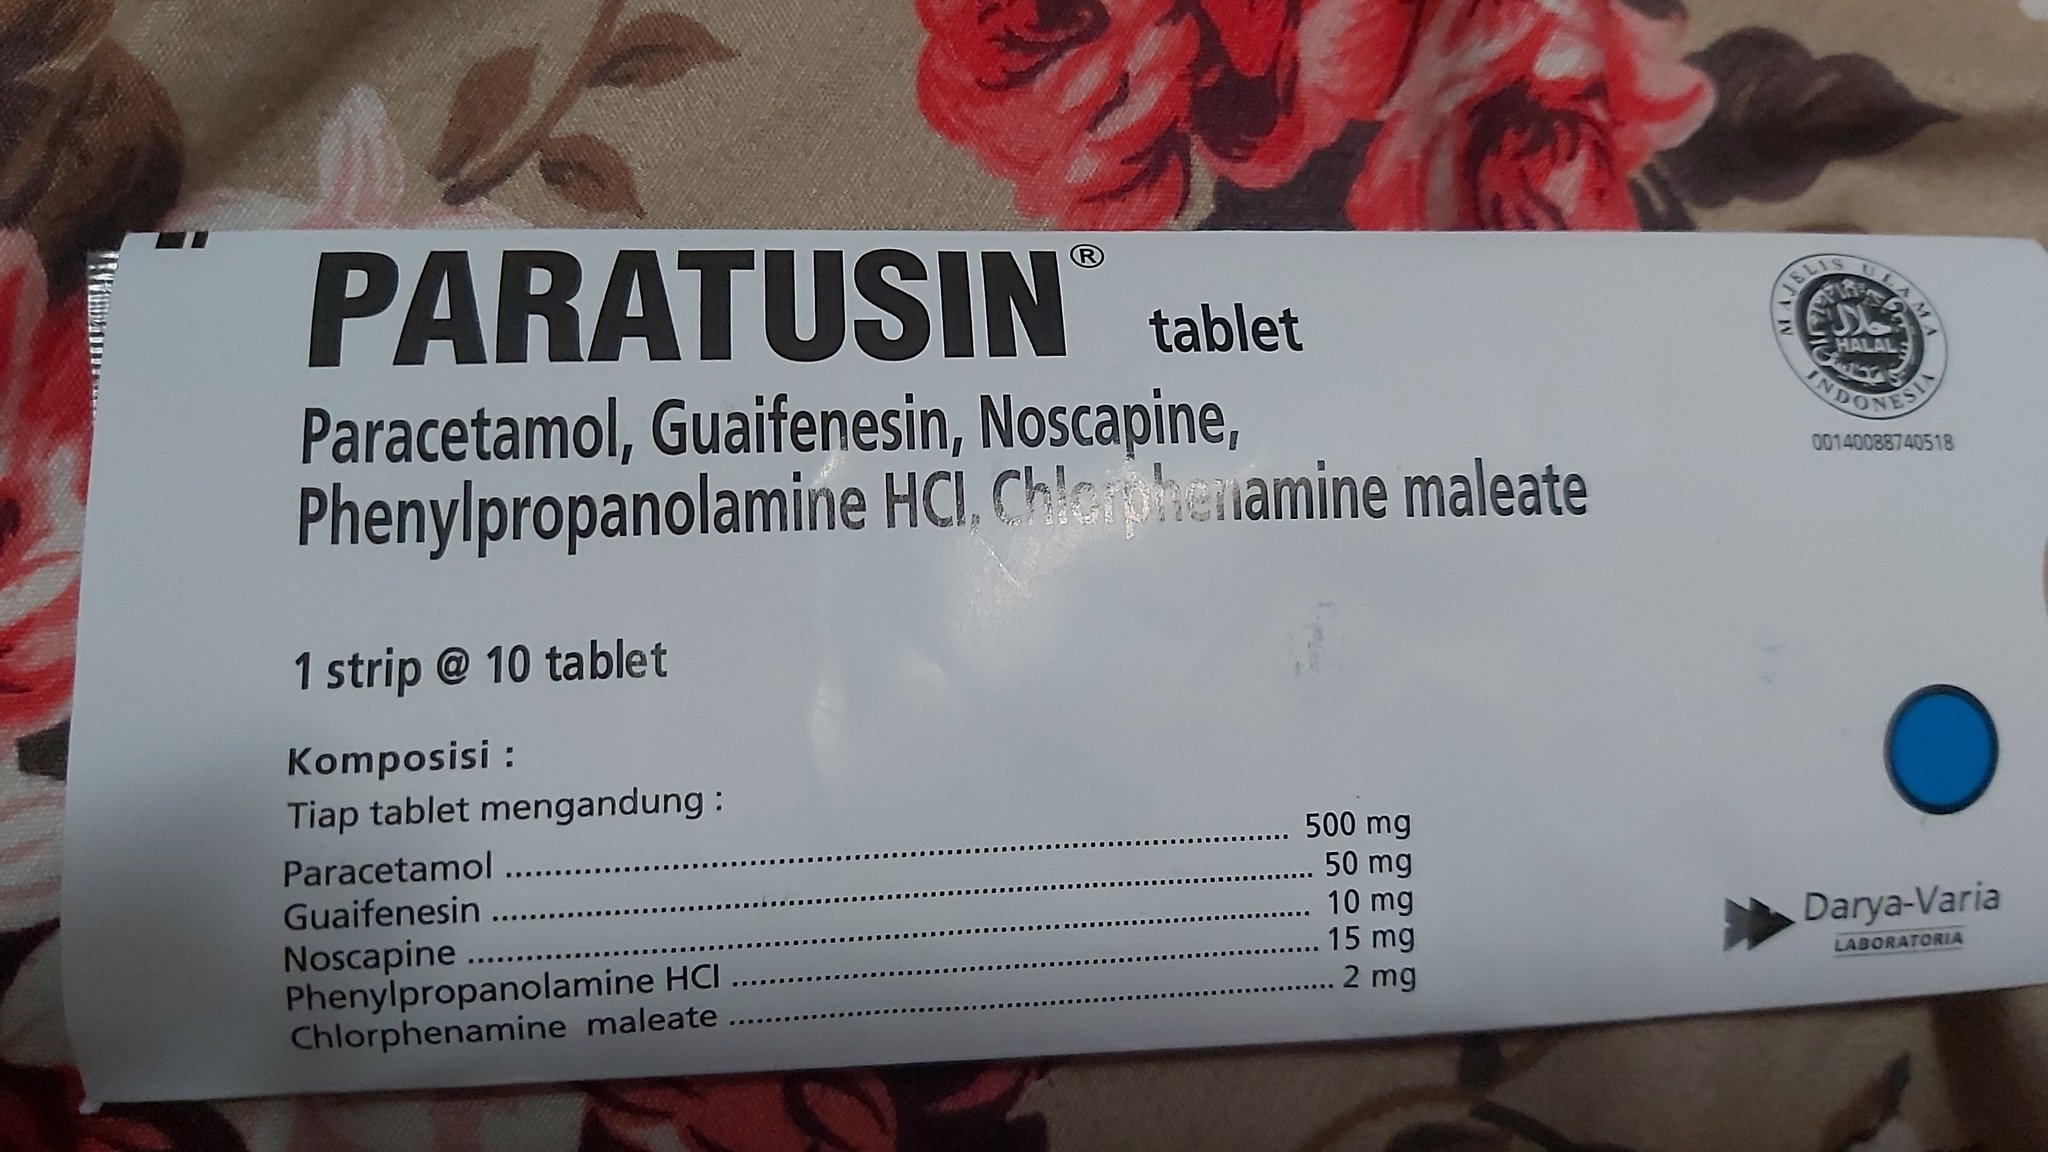 PARATUSIN® tablet
Paracetamol, Guaifenesin, Noscapine,
Phenylpropanolamine HCl, Chlorphenamine maleate
1 strip @ 10 tablet
Komposisi :
Tiap tablet mengandung :
Paracetamol ........................ 500 mg
Guaifenesin ........................ 50 mg
Noscapine ........................ 10 mg
Phenylpropanolamine HCl ........................ 15 mg
Chlorphenamine maleate ........................ 2 mg
MAJELIS ULAMA
حلال
HALAL
INDONESIA
00140088740518
Darya-Varia
LABORATORIA